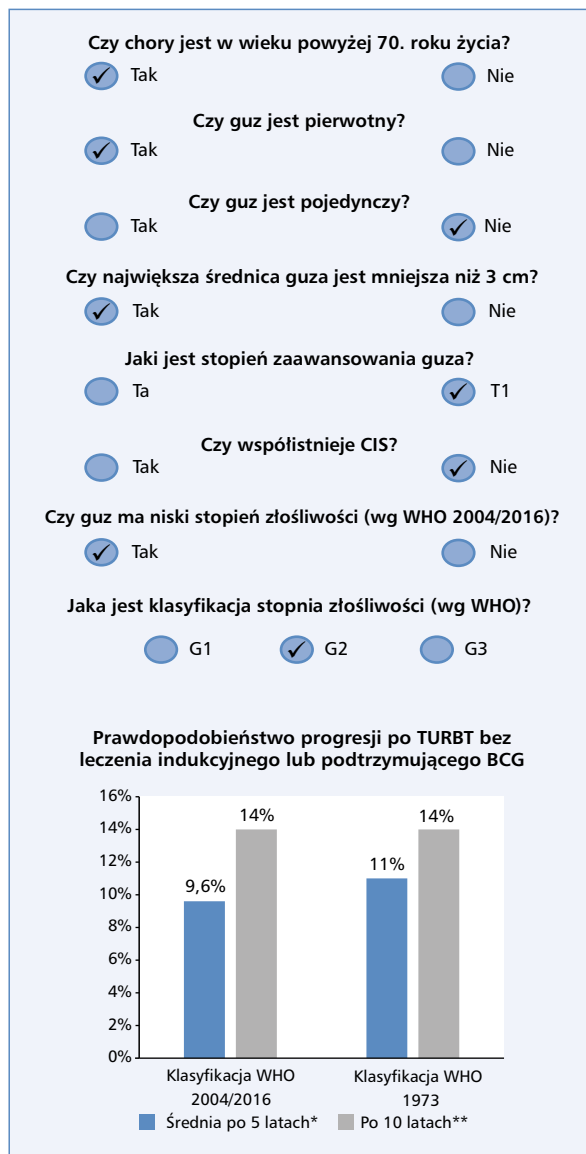 Czy chory jest w wieku powyżej 70. roku życia?
Tak Nie
Czy guz jest pierwotny?
Tak Nie
Czy guz jest pojedynczy?
Tak Nie
Czy największa średnica guza jest mniejsza niż 3 cm?
Tak Nie
Jaki jest stopień zaawansowania guza?
Ta T1
Czy współistnieje CIS?
Tak Nie
Czy guz ma niski stopień złośliwości (wg WHO 2004/2016)?
Tak Nie
Jaka jest klasyfikacja stopnia złośliwości (wg WHO)?
G1 G2 G3
Prawdopodobieństwo progresji po TURBT bez
leczenia indukcyjnego lub podtrzymującego BCG
16%
14%
12%
10%
8%
6%
4%
2%
0%
9,6%
14%
11%
14%
Klasyfikacja WHO
2004/2016
Klasyfikacja WHO
1973
Średnia po 5 latach* Po 10 latach**